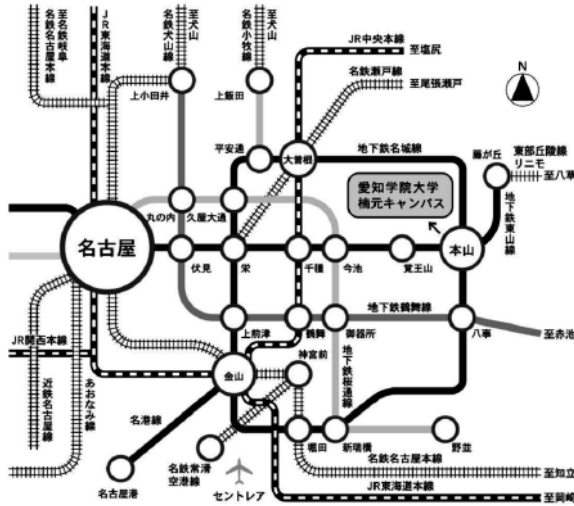 至名鉄岐阜
名鉄名古屋本線
JR東海道本線
名鉄犬山線
至犬山
名鉄小牧線
至犬山
JR中央本線
至塩尻
名鉄瀬戸線
至尾張瀬戸
N
上小田井
上飯田
平安通
大曽根
地下鉄名城線
藤が丘
東部丘陵線
リニモ
至八草
愛知学院大学
楠元キャンパス
地下鉄東山線
丸の内
久屋大通
名古屋
本山
伏見
栄
千種
今池
覚王山
地下鉄鶴舞線
上前津
鶴舞
御器所
八事
至赤池
JR関西本線
神宮前
地下鉄桜通線
金山
近鉄名古屋線
あおなみ線
名港線
堀田
新瑞橋
野並
名古屋港
名鉄常滑
空港線
セントレア
名鉄名古屋本線
至知立
JR東海道本線
至岡崎